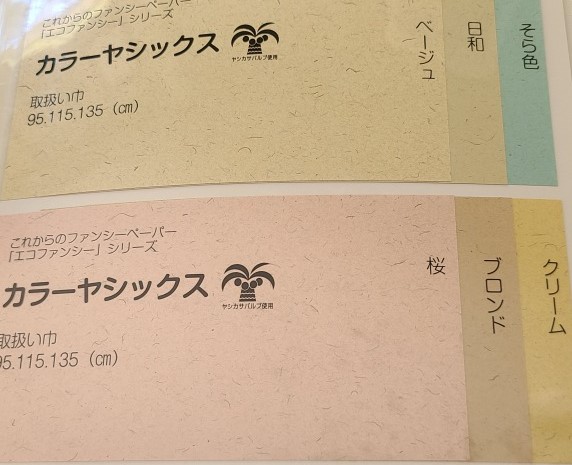 これからのファンシーペーパー
「エコファンシー」シリーズ
カラーヤシックス
ヤシカサパルプ使用
取扱い巾
95.115.135 (cm)
ベージュ
日和
そら色
これからのファンシーペーパー
「エコファンシー」シリーズ
カラーヤシックス
ヤシカサパルプ使用
取扱い巾
95.115.135 (cm)
桜
ブロンド
クリーム